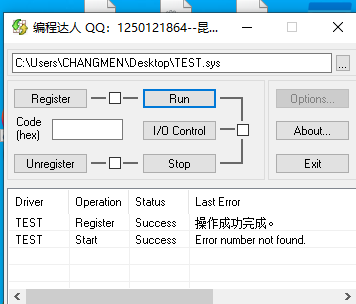 编程达人 QQ：1250121864--昆
C:\Users\CHANGMEN\Desktop\TEST.sys
...
Register
Run
Options...
Code
(hex)
I/O Control
About...
Unregister
Stop
Exit
Driver Operation Status Last Error
TEST Register Success 操作成功完成。
TEST Start Success Error number not found.